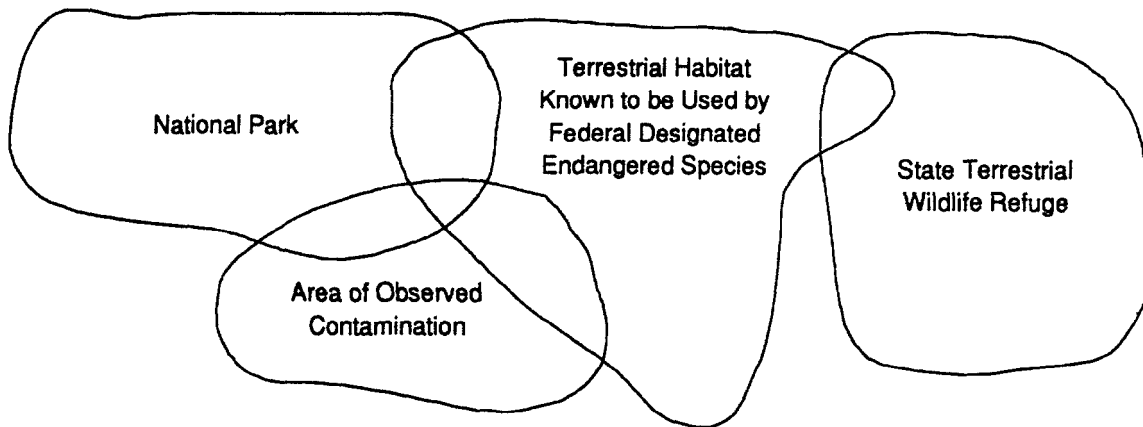 National Park
Terrestrial Habitat
Known to be Used by
Federal Designated
Endangered Species
State Terrestrial
Wildlife Refuge
Area of Observed
Contamination